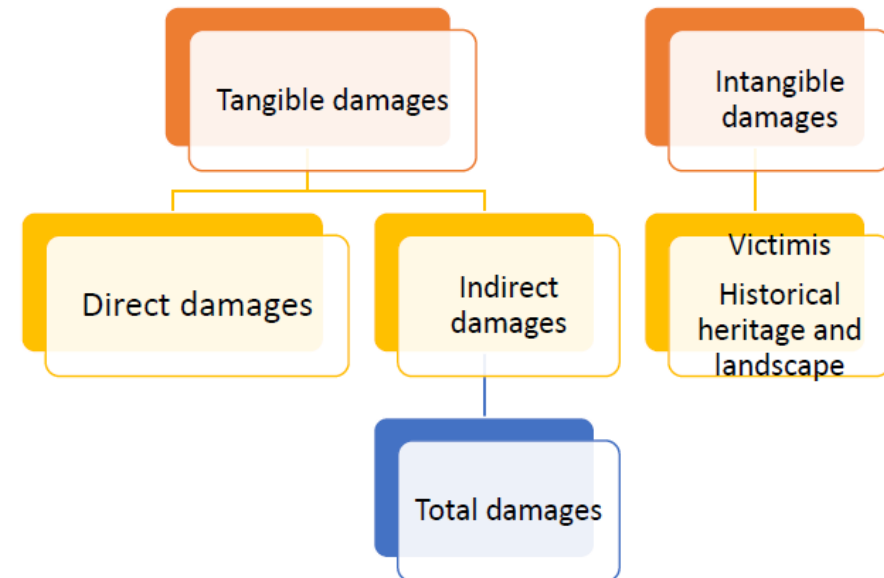 Tangible damages
Intangible
damages
Direct damages
Indirect
damages
Victimis
Historical
heritage and
landscape
Total damages